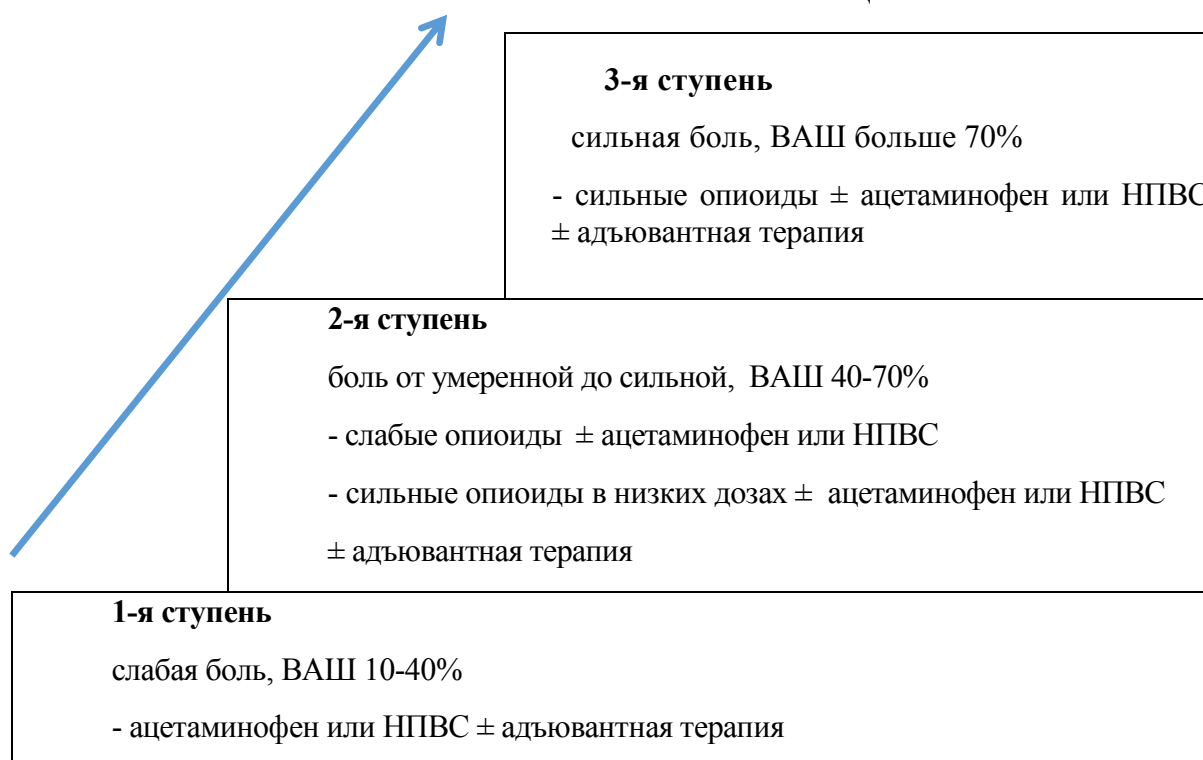 3-я ступень
сильная боль, ВАШ больше 70%
- сильные опиоиды ± ацетаминофен или НПВС
± адъювантная терапия
2-я ступень
боль от умеренной до сильной, ВАШ 40-70%
- слабые опиоиды ± ацетаминофен или НПВС
- сильные опиоиды в низких дозах ± ацетаминофен или НПВС
± адъювантная терапия
1-я ступень
слабая боль, ВАШ 10-40%
- ацетаминофен или НПВС ± адъювантная терапия